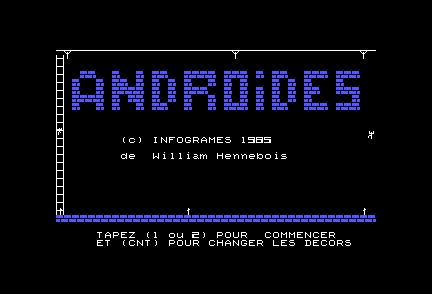 ANDROiDES
(c) INFOGRAMES 1985
de William Hennebois
TAPEZ (1 ou 2) POUR COMMENCER
ET (CNT) POUR CHANGER LES DECORS